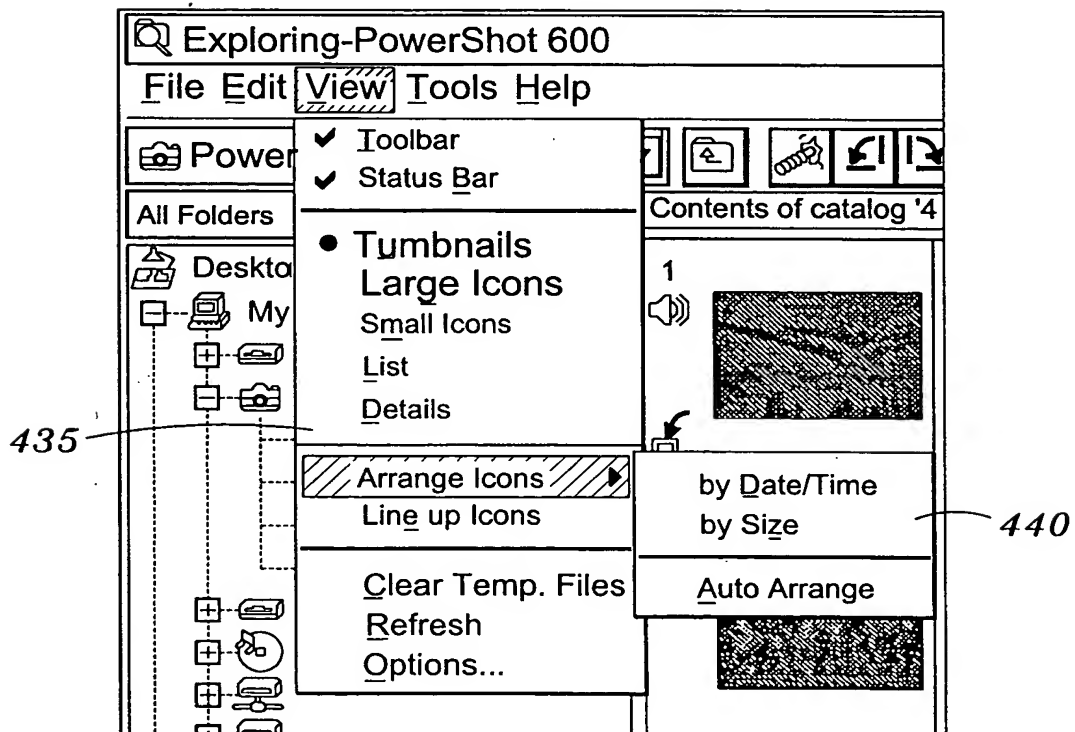 Exploring-PowerShot 600
File Edit View Tools Help
Power
Toolbar
Status Bar
All Folders
Contents of catalog '4
Tumbnails
Large Icons
Small Icons
List
Details
Deskto
My
1
435
Arrange Icons
Line up Icons
by Date/Time
by Size
440
Auto Arrange
Clear Temp. Files
Refresh
Options...